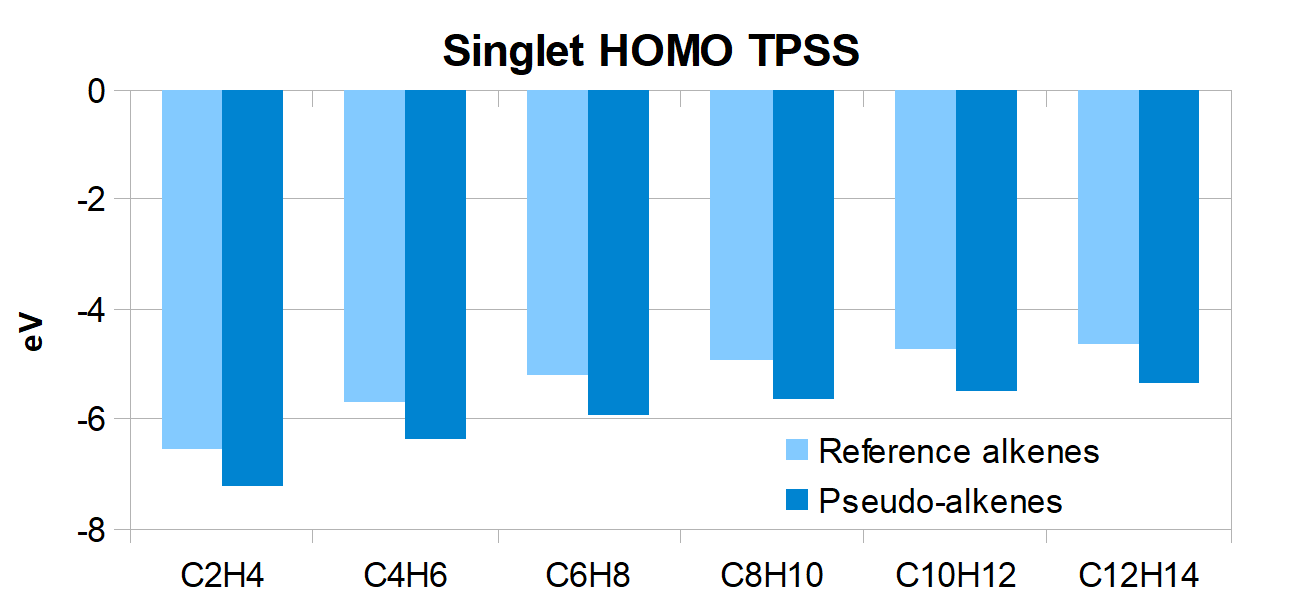 Singlet HOMO TPSS
0
-2
-4
-6
-8
eV
Reference alkenes
Pseudo-alkenes
C2H4 C4H6 C6H8 C8H10 C10H12 C12H14